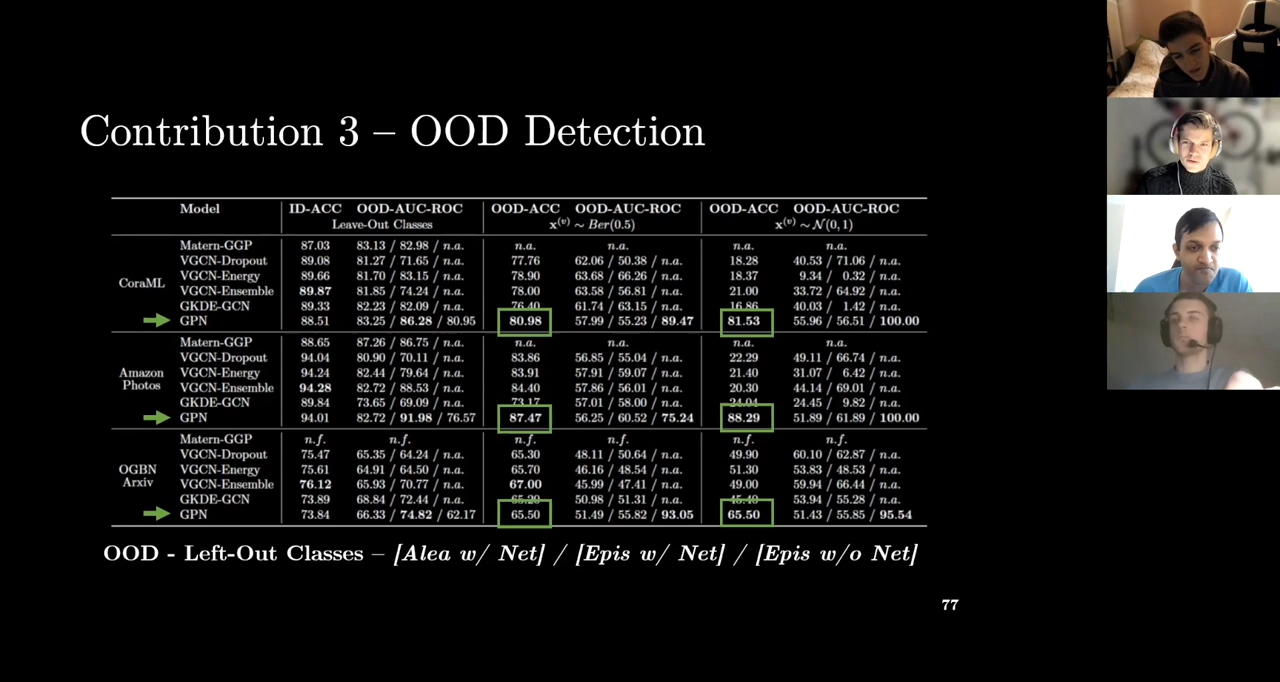 Contribution 3 – OOD Detection
Model ID-ACC OOD-AUC-ROC OOD-ACC OOD-AUC-ROC OOD-ACC OOD-AUC-ROC
Leave-Out Classes x(v) ~ Ber(0.5) x(v) ~ N(0, 1)
CoraML
Matern-GGP 87.03 83.13 / 82.98 / n.a. n.a. n.a. n.a. n.a.
VGCN-Dropout 89.08 81.27 / 71.65 / n.a. 77.76 62.06 / 50.38 / n.a. 18.28 40.53 / 71.06 / n.a.
VGCN-Energy 89.66 81.70 / 83.15 / n.a. 78.90 63.68 / 66.26 / n.a. 18.37 9.34 / 0.32 / n.a.
VGCN-Ensemble 89.87 81.85 / 74.24 / n.a. 78.00 63.58 / 56.81 / n.a. 21.00 33.72 / 64.92 / n.a.
GKDE-GCN 89.33 82.23 / 82.09 / n.a. 76.40 61.74 / 63.15 / n.a. 16.86 40.03 / 1.42 / n.a.
GPN 88.51 83.25 / 86.28 / 80.95 80.98 57.99 / 55.23 / 89.47 81.53 55.96 / 56.51 / 100.00
Amazon
Photos
Matern-GGP 88.65 87.26 / 86.75 / n.a. n.a. n.a. n.a. n.a.
VGCN-Dropout 94.04 80.90 / 70.11 / n.a. 83.86 56.85 / 55.04 / n.a. 22.29 49.11 / 66.74 / n.a.
VGCN-Energy 94.24 82.44 / 79.64 / n.a. 83.91 57.91 / 59.07 / n.a. 21.40 31.07 / 6.42 / n.a.
VGCN-Ensemble 94.28 82.72 / 88.53 / n.a. 84.40 57.86 / 56.01 / n.a. 20.30 44.14 / 69.01 / n.a.
GKDE-GCN 89.84 73.65 / 69.09 / n.a. 73.17 57.01 / 58.00 / n.a. 24.04 24.45 / 9.82 / n.a.
GPN 94.01 82.72 / 91.98 / 76.57 87.47 56.25 / 60.52 / 75.24 88.29 51.89 / 61.89 / 100.00
OGBN
Arxiv
Matern-GGP n.f. n.f. n.f. n.f. n.f. n.f.
VGCN-Dropout 75.47 65.35 / 64.24 / n.a. 65.30 48.11 / 50.64 / n.a. 49.90 60.10 / 62.87 / n.a.
VGCN-Energy 75.61 64.91 / 64.50 / n.a. 65.70 46.16 / 48.54 / n.a. 51.30 53.83 / 48.53 / n.a.
VGCN-Ensemble 76.12 65.93 / 70.77 / n.a. 67.00 45.99 / 47.41 / n.a. 49.00 59.94 / 66.44 / n.a.
GKDE-GCN 73.89 68.84 / 72.44 / n.a. 65.20 50.98 / 51.31 / n.a. 45.40 53.94 / 55.28 / n.a.
GPN 73.84 66.33 / 74.82 / 62.17 65.50 51.49 / 55.82 / 93.05 65.50 51.43 / 55.85 / 95.54
OOD - Left-Out Classes – [Alea w/ Net] / [Epis w/ Net] / [Epis w/o Net]
77